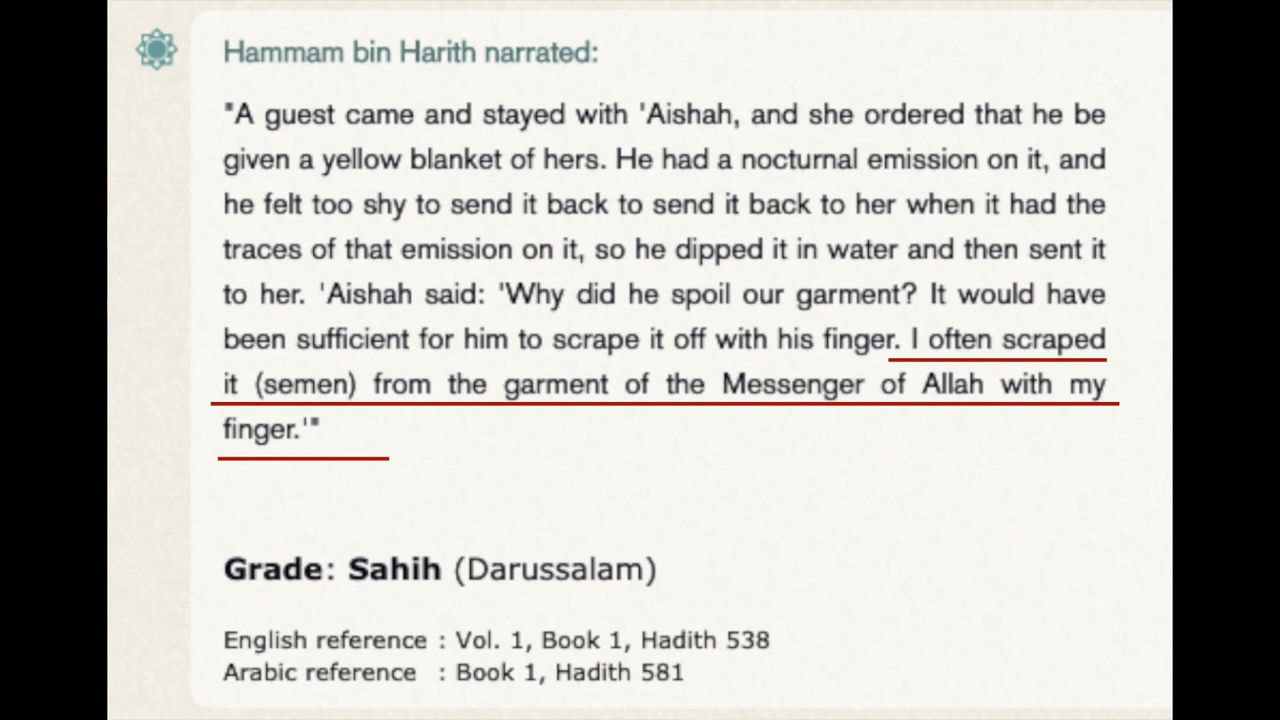 Hammam bin Harith narrated:
"A guest came and stayed with 'Aishah, and she ordered that he be
given a yellow blanket of hers. He had a nocturnal emission on it, and
he felt too shy to send it back to send it back to her when it had the
traces of that emission on it, so he dipped it in water and then sent it
to her. 'Aishah said: 'Why did he spoil our garment? It would have
been sufficient for him to scrape it off with his finger. I often scraped
it (semen) from the garment of the Messenger of Allah with my
finger.'"
Grade: Sahih (Darussalam)
English reference : Vol. 1, Book 1, Hadith 538
Arabic reference : Book 1, Hadith 581